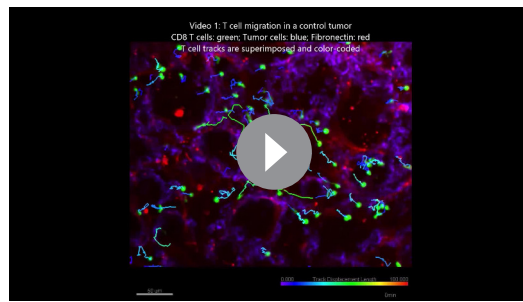 Video 1: T cell migration in a control tumor
CD8 T cells: green; Tumor cells: blue; Fibronectin: red
T cell tracks are superimposed and color-coded
0.000 Track Displacement Length 100.000
50 µm
0min